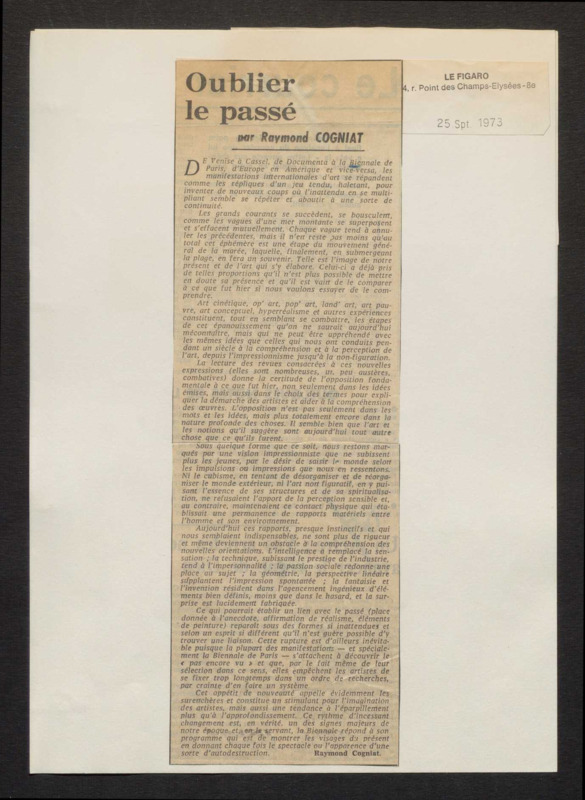 Oublier
le passé
par Raymond COGNIAT
LE FIGARO
4, r. Point des Champs-Elysées - 8e
25 Spt. 1973
DE Venise à Cassel, de Documenta à la Biennale de
Paris, d'Europe en Amérique et vice-versa, les
manifestations internationales d'art se répandent
comme les répliques d'un jeu tendu, haletant, pour
inventer de nouveaux coups où l'inattendu en se multi-
pliant semble se répéter et aboutir à une sorte de
continuité.
Les grands courants se succèdent, se bousculent,
comme les vagues d'une mer montante se superposent
et s'effacent mutuellement. Chaque vague tend à annu-
ler les précédentes, mais il n'en reste pas moins qu'au
total cet éphémère est une étape du mouvement géné-
ral de la marée, laquelle, finalement, en submergeant
la plage, en fera un souvenir. Telle est l'image de notre
présent et de l'art qui s'y élabore. Celui-ci a déjà pris
de telles proportions qu'il n'est plus possible de mettre
en doute sa présence et qu'il est vain de le comparer
à ce que fut hier si nous voulons essayer de le com-
prendre.
Art cinétique, op' art, pop' art, land' art, art pau-
vre, art conceptuel, hyperréalisme et autres expériences
constituent, tout en semblant se combattre, les étapes
de cet épanouissement qu'on ne saurait aujourd'hui
méconnaître, mais qui ne peut être appréhendé avec
les mêmes idées que celles qui nous ont conduits pen-
dant un siècle à la compréhension et à la perception de
l'art, depuis l'impressionnisme jusqu'à la non-figuration.
La lecture des revues consacrées à ces nouvelles
expressions (elles sont nombreuses, un peu austères,
combatives) donne la certitude de l'opposition fonda-
mentale à ce que fut hier, non seulement dans les idées
émises, mais aussi dans le choix des termes pour expli-
quer la démarche des artistes et aider à la compréhension
des œuvres. L'opposition n'est pas seulement dans les
mots et les idées, mais plus totalement encore dans la
nature profonde des choses. Il semble bien que l'art et
les notions qu'il suggère sont aujourd'hui tout autre
chose que ce qu'ils furent.
Sous quelque forme que ce soit, nous restons mar-
qués par une vision impressionniste que ne subissent
plus les jeunes, par le désir de saisir le monde selon
les impulsions ou impressions que nous en ressentons.
Ni le cubisme, en tentant de désorganiser et de réorga-
niser le monde extérieur, ni l'art non figuratif, en y pui-
sant l'essence de ses structures et de sa spiritualisa-
tion, ne refusaient l'apport de la perception sensible et,
au contraire, maintenaient ce contact physique qui éta-
blissait une permanence de rapports matériels entre
l'homme et son environnement.
Aujourd'hui ces rapports, presque instinctifs et qui
nous semblaient indispensables, ne sont plus de rigueur
et même deviennent un obstacle à la compréhension des
nouvelles orientations. L'intelligence a remplacé la sen-
sation ; la technique, subissant le prestige de l'industrie,
tend à l'impersonnalité ; la passion sociale redonne une
place au sujet ; la géométrie, la perspective linéaire
supplantent l'impression spontanée ; la fantaisie et
l'invention résident dans l'agencement ingénieux d'élé-
ments bien définis, moins que dans le hasard, et la sur-
prise est lucidement fabriquée.
Ce qui pourrait établir un lien avec le passé (place
donnée à l'anecdote, affirmation de réalisme, éléments
de peinture) reparaît sous des formes si inattendues et
selon un esprit si différent qu'il n'est guère possible d'y
trouver une liaison. Cette rupture est d'ailleurs inévita-
ble puisque la plupart des manifestations — et spéciale-
ment la Biennale de Paris — s'attachent à découvrir le
« pas encore vu » et que, par le fait même de leur
sélection dans ce sens, elles empêchent les artistes de
se fixer trop longtemps dans un ordre de recherches,
par crainte d'en faire un système.
Cet appétit de nouveauté appelle évidemment les
surenchères et constitue un stimulant pour l'imagination
des artistes, mais aussi une tendance à l'éparpillement
plus qu'à l'approfondissement. Ce rythme d'incessant
changement est, en vérité, un des signes majeurs de
notre époque et, en le servant, la Biennale répond à son
programme qui est de montrer les visages du présent
en donnant chaque fois le spectacle ou l'apparence d'une
sorte d'autodestruction.
Raymond Cogniat.